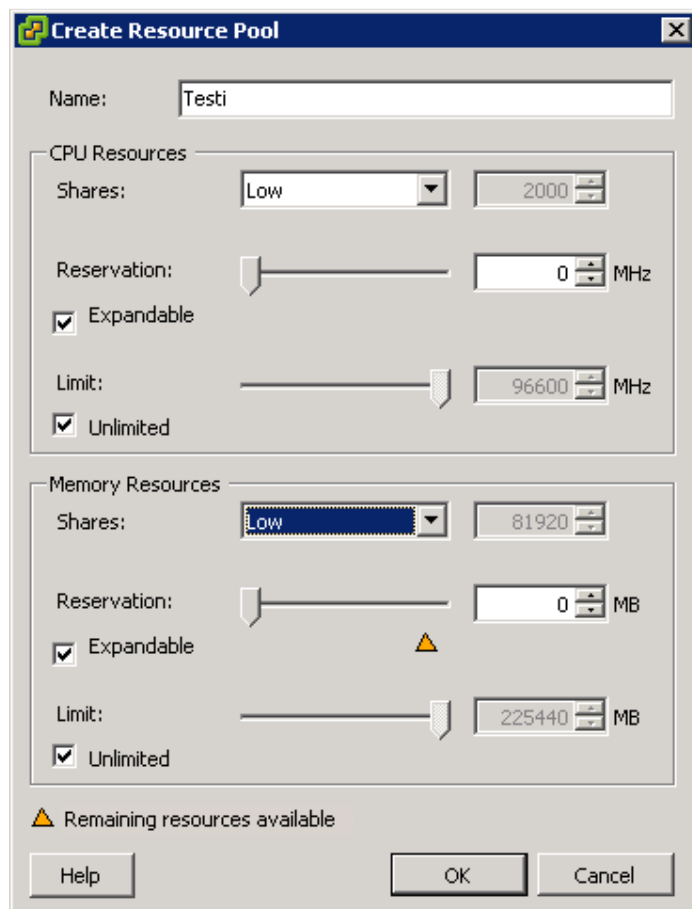 Create Resource Pool
Name: Testi
CPU Resources
Shares: Low 2000
Reservation: 0 MHz
Expandable
Limit: 96600 MHz
Unlimited
Memory Resources
Shares: Low 81920
Reservation: 0 MB
Expandable
Limit: 225440 MB
Unlimited
Remaining resources available
Help OK Cancel